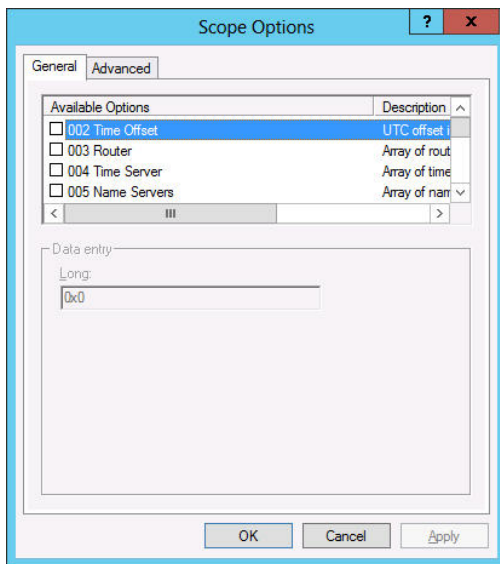 Scope Options
?
x
General
Advanced
Available Options Description
002 Time Offset UTC offset i
003 Router Array of rout
004 Time Server Array of time
005 Name Servers Array of nam
Data entry
Long:
0x0
OK Cancel Apply